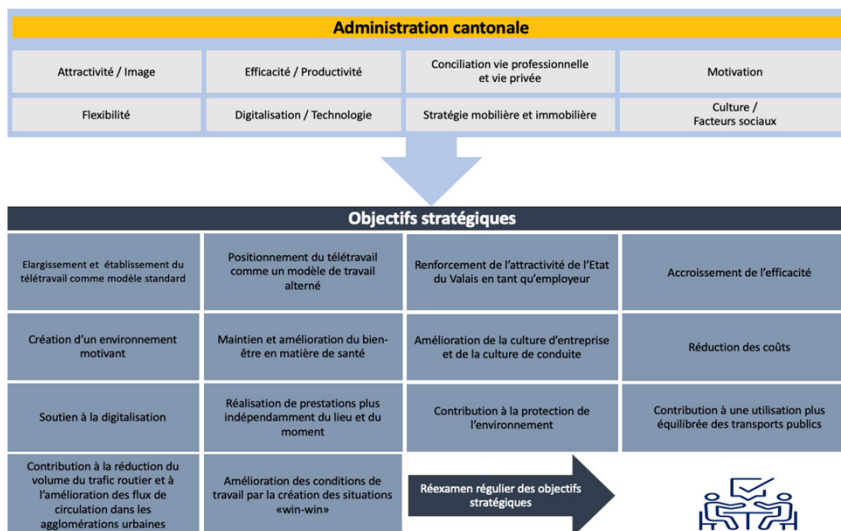 Administration cantonale
Attractivité / Image
Efficacité / Productivité
Conciliation vie professionnelle
et vie privée
Motivation
Flexibilité
Digitalisation / Technologie
Stratégie mobilière et immobilière
Culture /
Facteurs sociaux
Objectifs stratégiques
Elargissement et établissement du
télétravail comme modèle standard
Positionnement du télétravail
comme un modèle de travail
alterné
Renforcement de l'attractivité de l'Etat
du Valais en tant qu'employeur
Accroissement de l'efficacité
Création d'un environnement
motivant
Maintien et amélioration du bien-
être en matière de santé
Amélioration de la culture d'entreprise
et de la culture de conduite
Réduction des coûts
Soutien à la digitalisation
Réalisation de prestations plus
indépendamment du lieu et du
moment
Contribution à la protection de
l'environnement
Contribution à une utilisation plus
équilibrée des transports publics
Contribution à la réduction du
volume du trafic routier et à
l'amélioration des flux de
circulation dans les
agglomérations urbaines
Amélioration des conditions de
travail par la création des situations
«win-win»
Réexamen régulier des objectifs
stratégiques